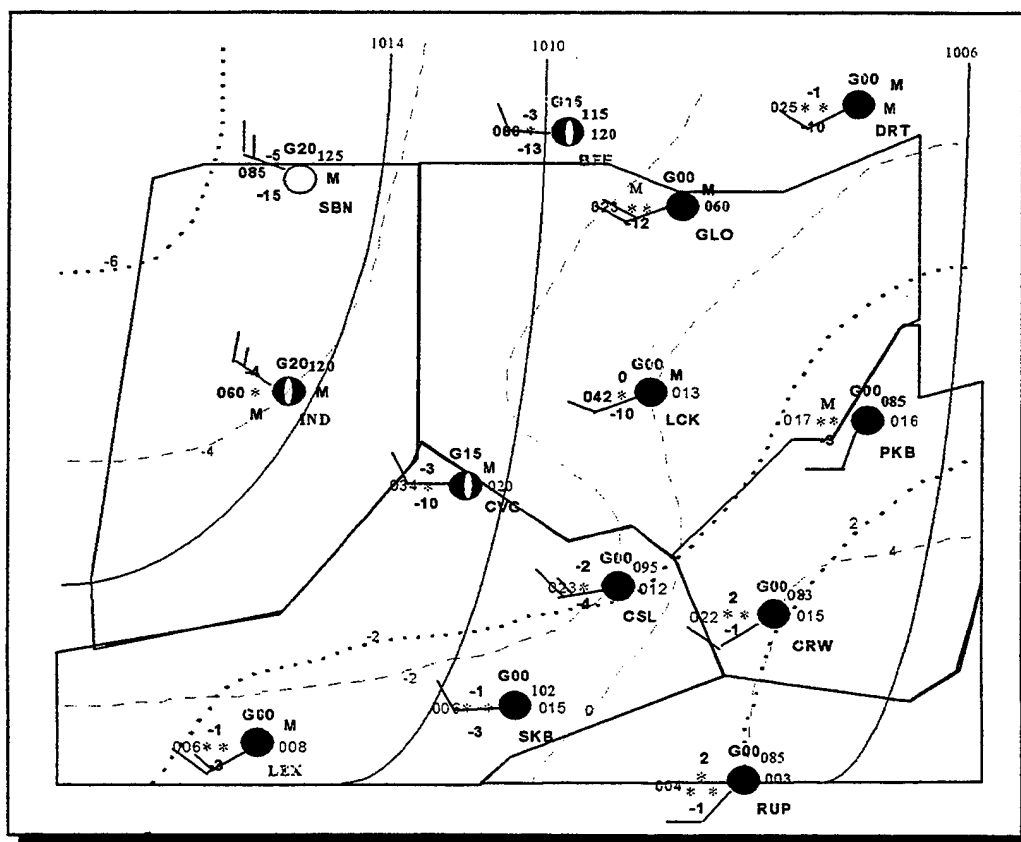 1014
1010
1006
G00 M
-1
025** M
-10 DRT
G15 115
-3
* 120
-13
G20 125
-5
085 M
-15 SBN
G00
M M
** 060
-12
GLO
-6
G20 120
-4
060 * M
M IND
-4
G00
0 M
042 * 013
-10 LCK
G00 085
M
017 ** 016
-3 PKB
G15
-3 M
034 * 020
-10 CVG
2
4
G00 095
-2
023 * 012
-4 CSL
G00 083
2
022 ** 015
-1
CRW
-2
-2
G00
-1 102
006 ** 015
-3 SKB
0
G00
-1 M
006 ** 008
-3 LEX
G00 085
2
*
004 ** 003
-1 RUP